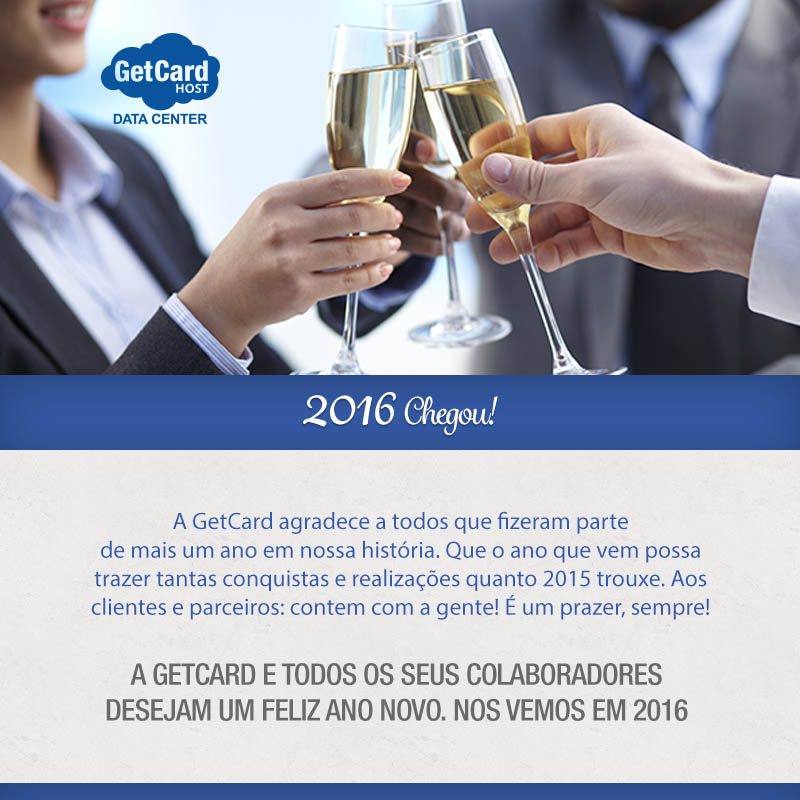 GetCard
HOST
DATA CENTER
2016 Chegou!
A GetCard agradece a todos que fizeram parte
de mais um ano em nossa história. Que o ano que vem possa
trazer tantas conquistas e realizações quanto 2015 trouxe. Aos
clientes e parceiros: contem com a gente! É um prazer, sempre!
A GETCARD E TODOS OS SEUS COLABORADORES
DESEJAM UM FELIZ ANO NOVO. NOS VEMOS EM 2016